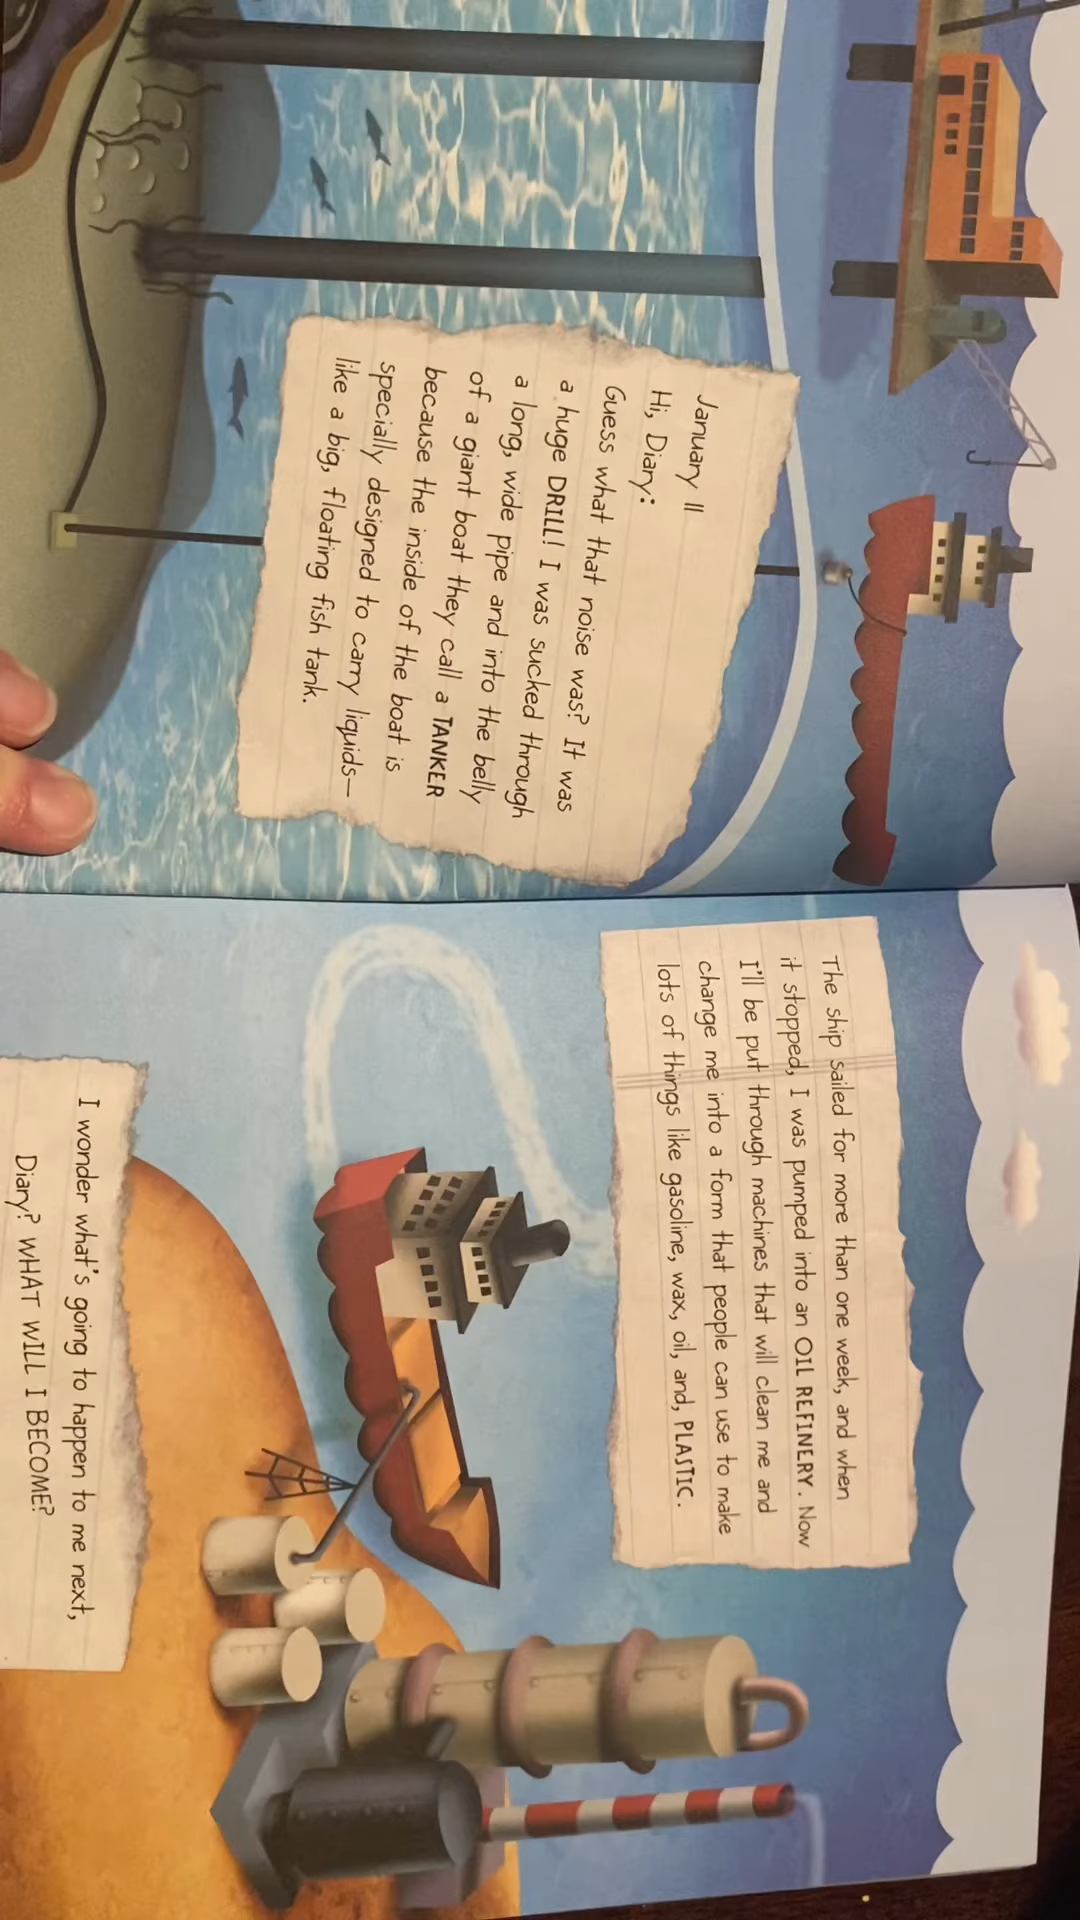 January 11
Hi, Diary:
Guess what that noise was? It was
a huge DRILL! I was sucked through
a long, wide pipe and into the belly
of a giant boat they call a TANKER
because the inside of the boat is
specially designed to carry liquids—
like a big, floating fish tank.
The ship sailed for more than one week, and when
it stopped, I was pumped into an OIL REFINERY. Now
I'll be put through machines that will clean me and
change me into a form that people can use to make
lots of things like gasoline, wax, oil, and, PLASTIC.
I wonder what's going to happen to me next,
Diary? WHAT WILL I BECOME?